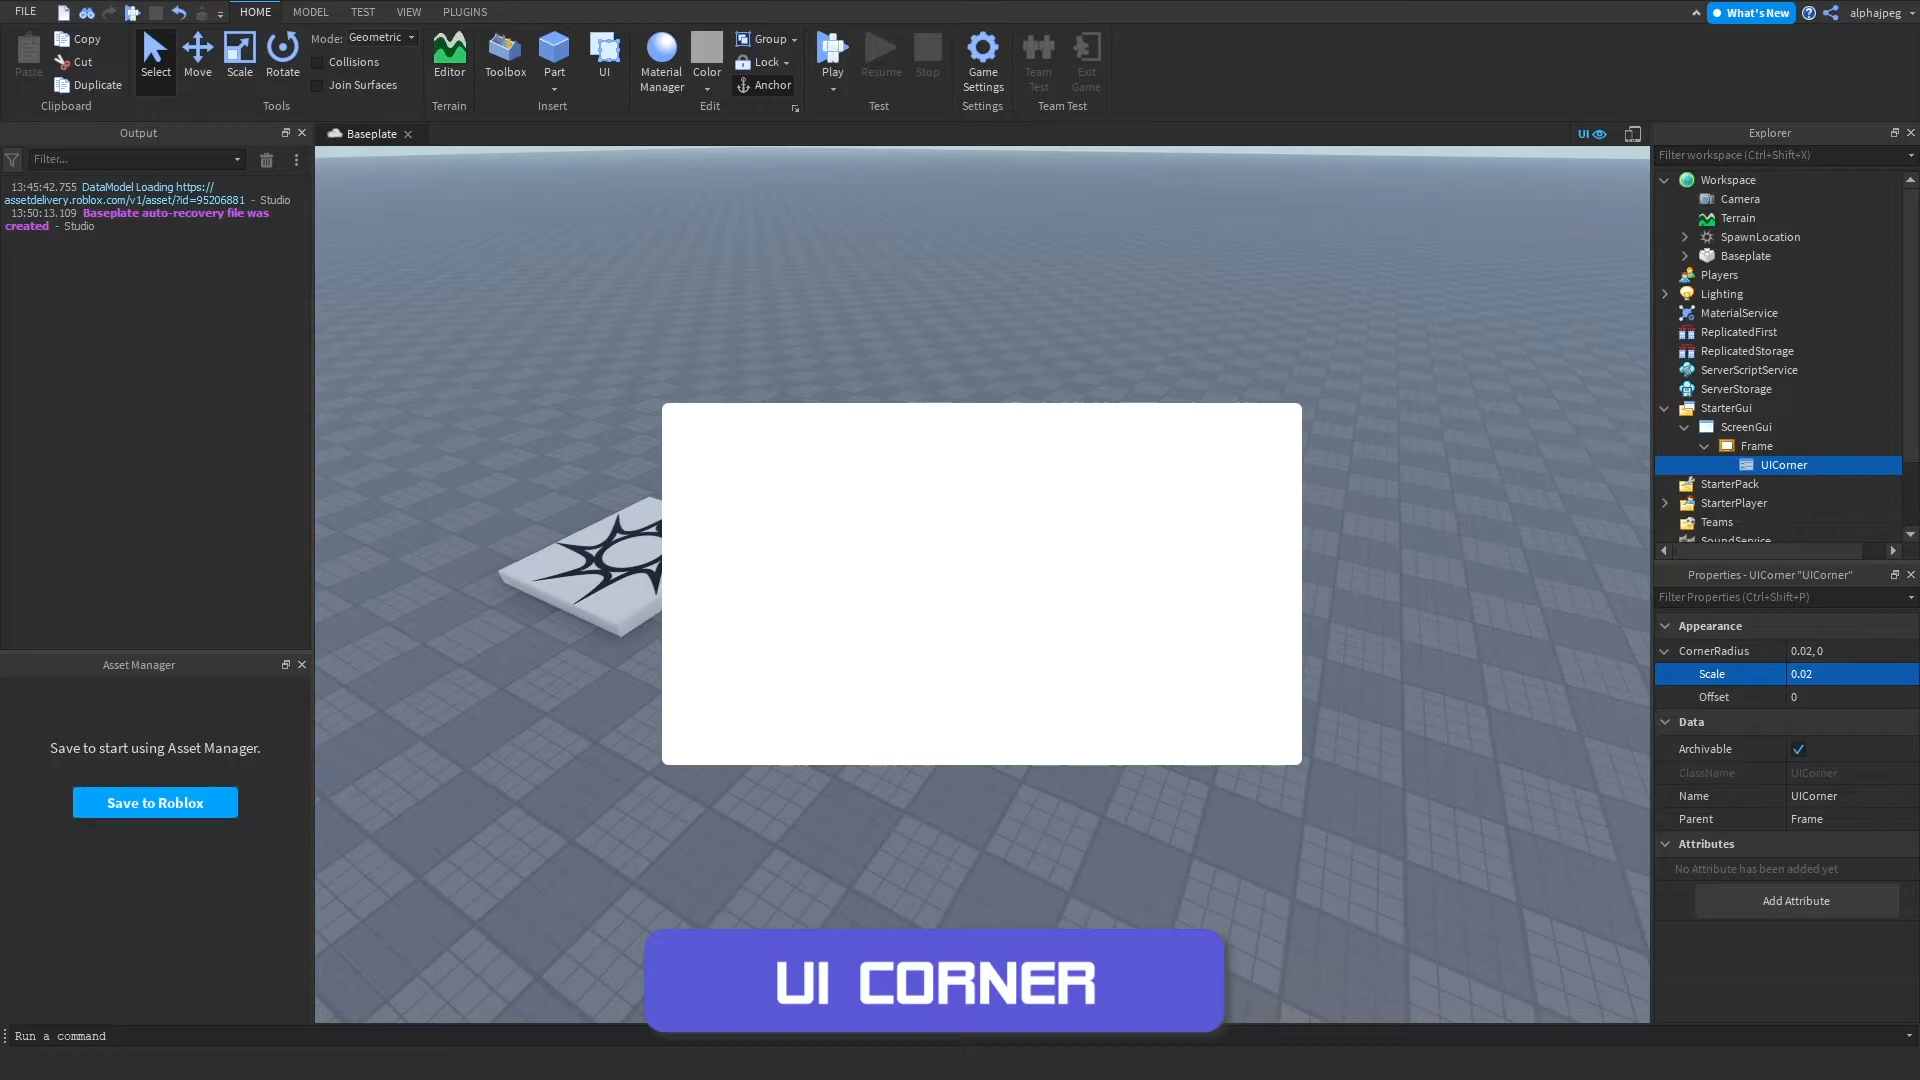 FILE
HOME
MODEL
TEST
VIEW
PLUGINS
What's New
alphajpeg
Paste
Copy
Cut
Duplicate
Clipboard
Select
Move
Scale
Rotate
Mode: Geometric
Collisions
Join Surfaces
Tools
Editor
Terrain
Toolbox
Part
UI
Insert
Material
Manager
Color
Group
Lock
Anchor
Edit
Play
Resume
Stop
Test
Game
Settings
Settings
Team
Test
Exit
Game
Team Test
Output
Filter...
13:45:42.755 DataModel Loading https://
assetdelivery.roblox.com/v1/asset/?id=95206881 - Studio
13:50:13.109 Baseplate auto-recovery file was
created - Studio
Asset Manager
Save to start using Asset Manager.
Save to Roblox
Baseplate
UI
UI CORNER
Explorer
Filter workspace (Ctrl+Shift+X)
Workspace
Camera
Terrain
SpawnLocation
Baseplate
Players
Lighting
MaterialService
ReplicatedFirst
ReplicatedStorage
ServerScriptService
ServerStorage
StarterGui
ScreenGui
Frame
UICorner
StarterPack
StarterPlayer
Teams
SoundService
Properties - UICorner "UICorner"
Filter Properties (Ctrl+Shift+P)
Appearance
CornerRadius 0.02, 0
Scale 0.02
Offset 0
Data
Archivable
ClassName UICorner
Name UICorner
Parent Frame
Attributes
No Attribute has been added yet
Add Attribute
Run a command